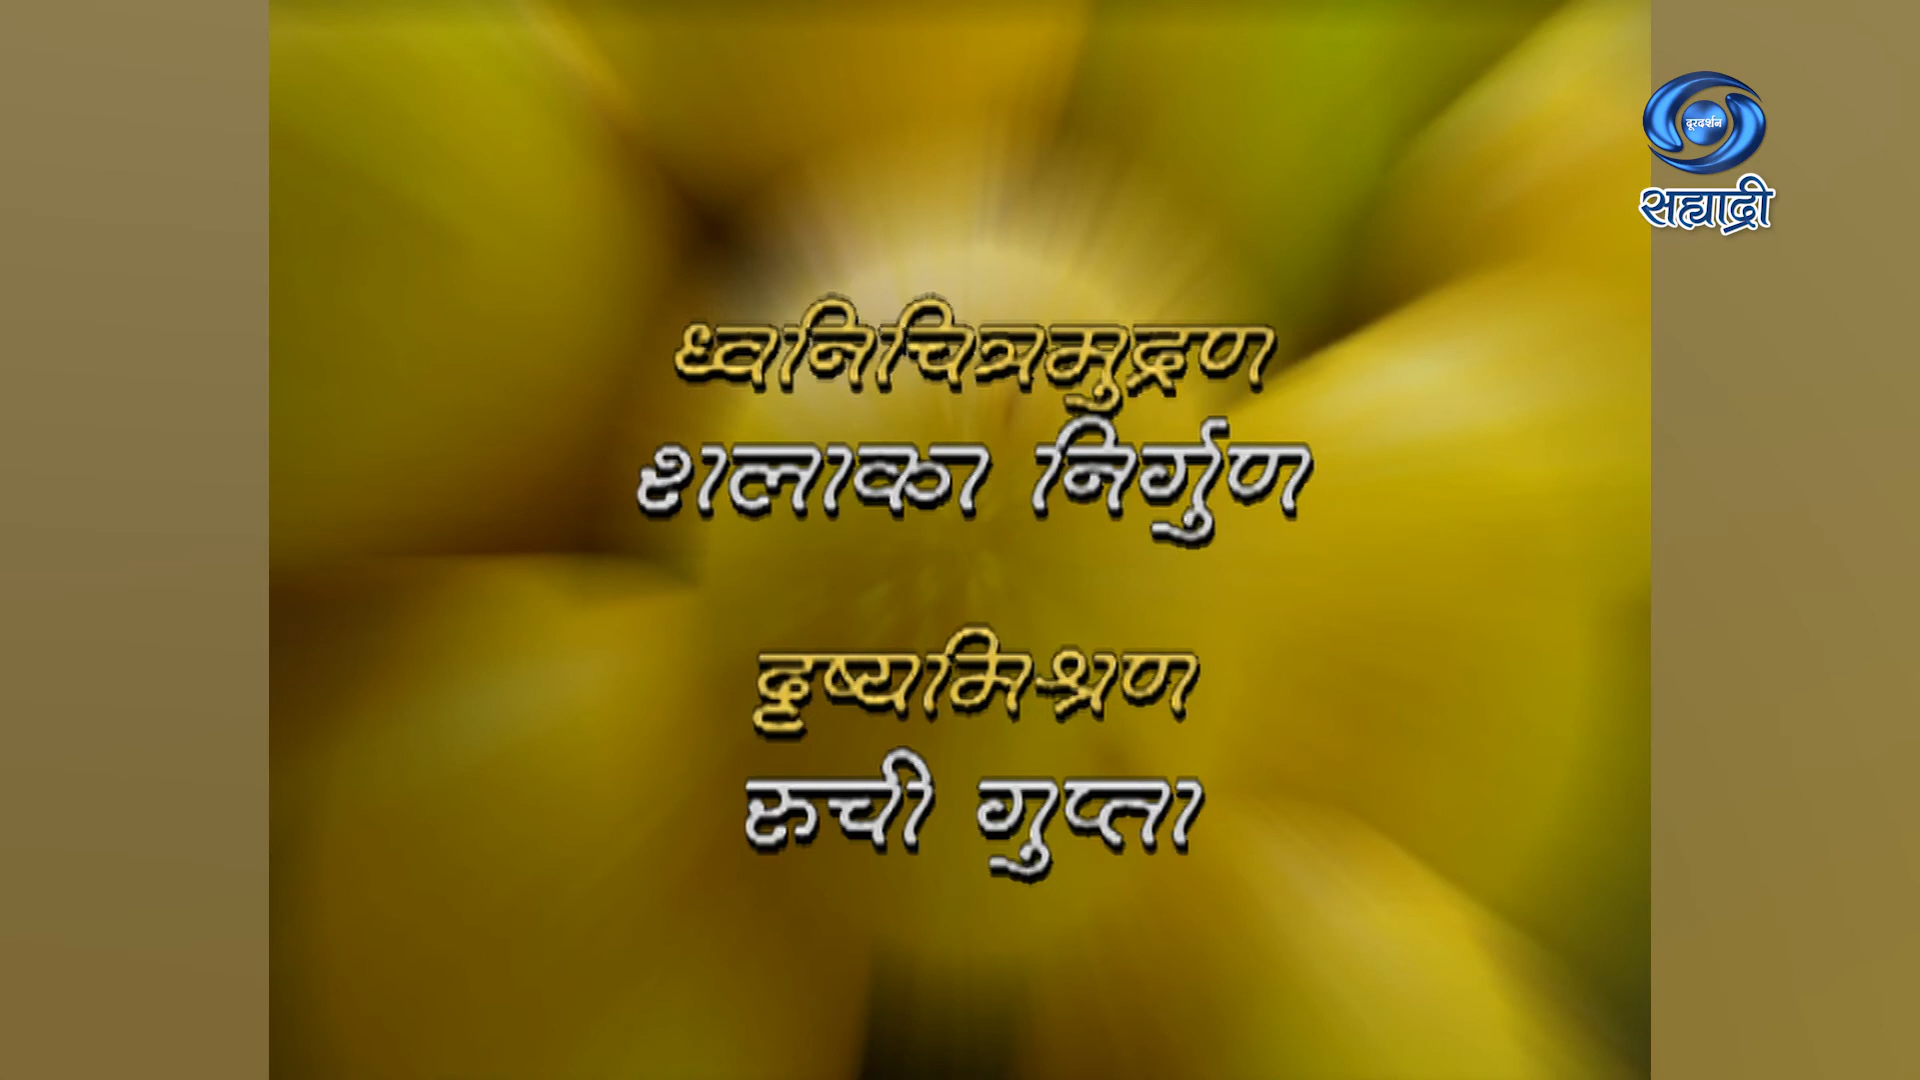 दूरदर्शन
सह्याद्री
ध्वनिचित्रमुद्रण
शलाका निर्गुण
दृष्यमिश्रण
रुची गुप्ता